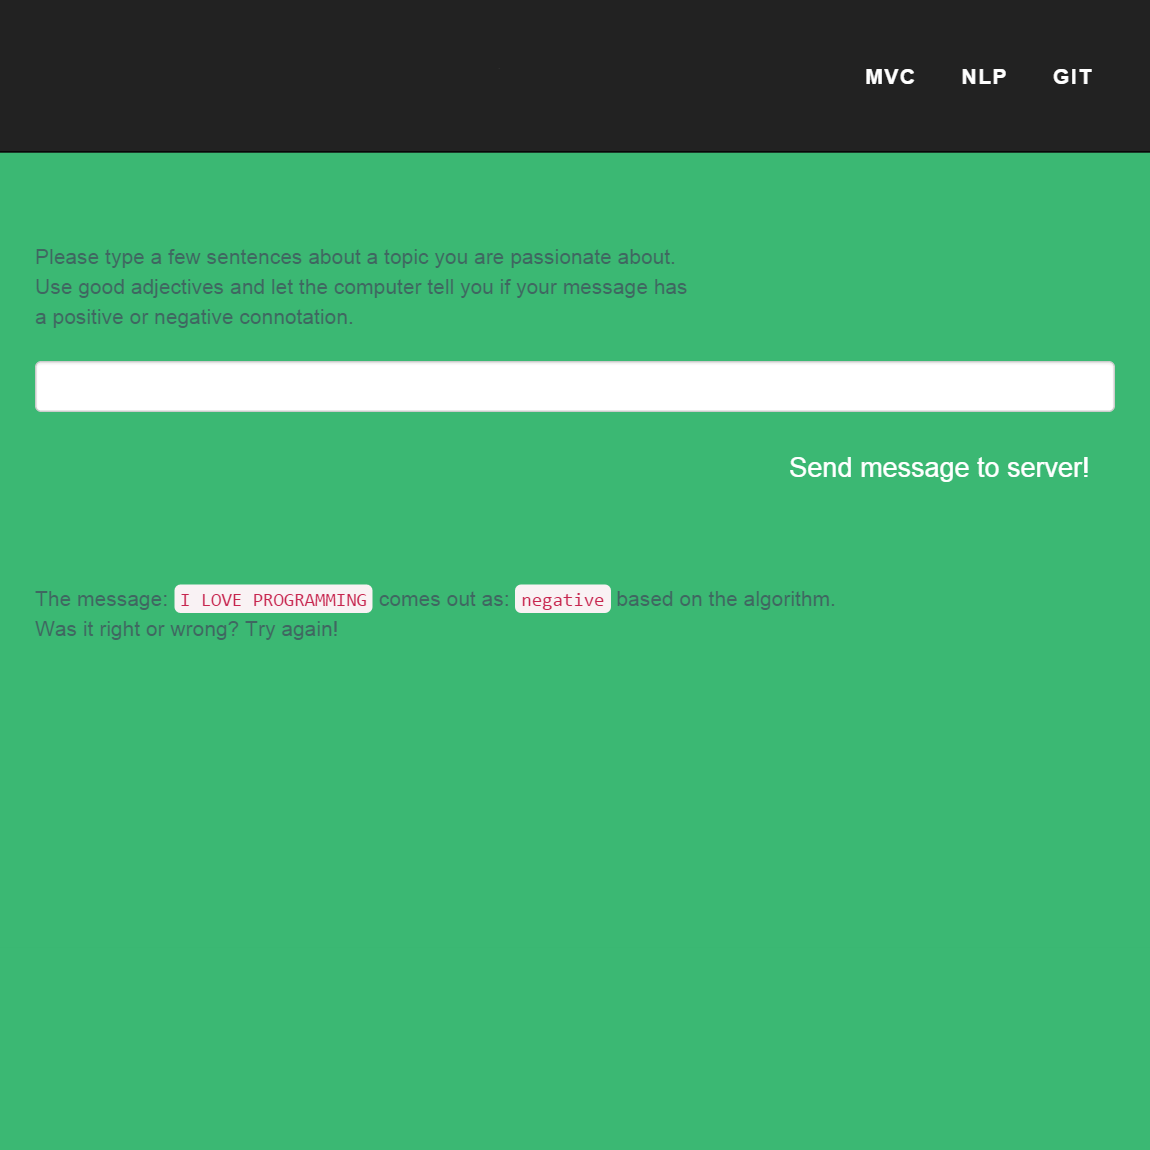 MVC NLP GIT
Please type a few sentences about a topic you are passionate about.
Use good adjectives and let the computer tell you if your message has
a positive or negative connotation.
Send message to server!
The message: I LOVE PROGRAMMING comes out as: negative based on the algorithm.
Was it right or wrong? Try again!